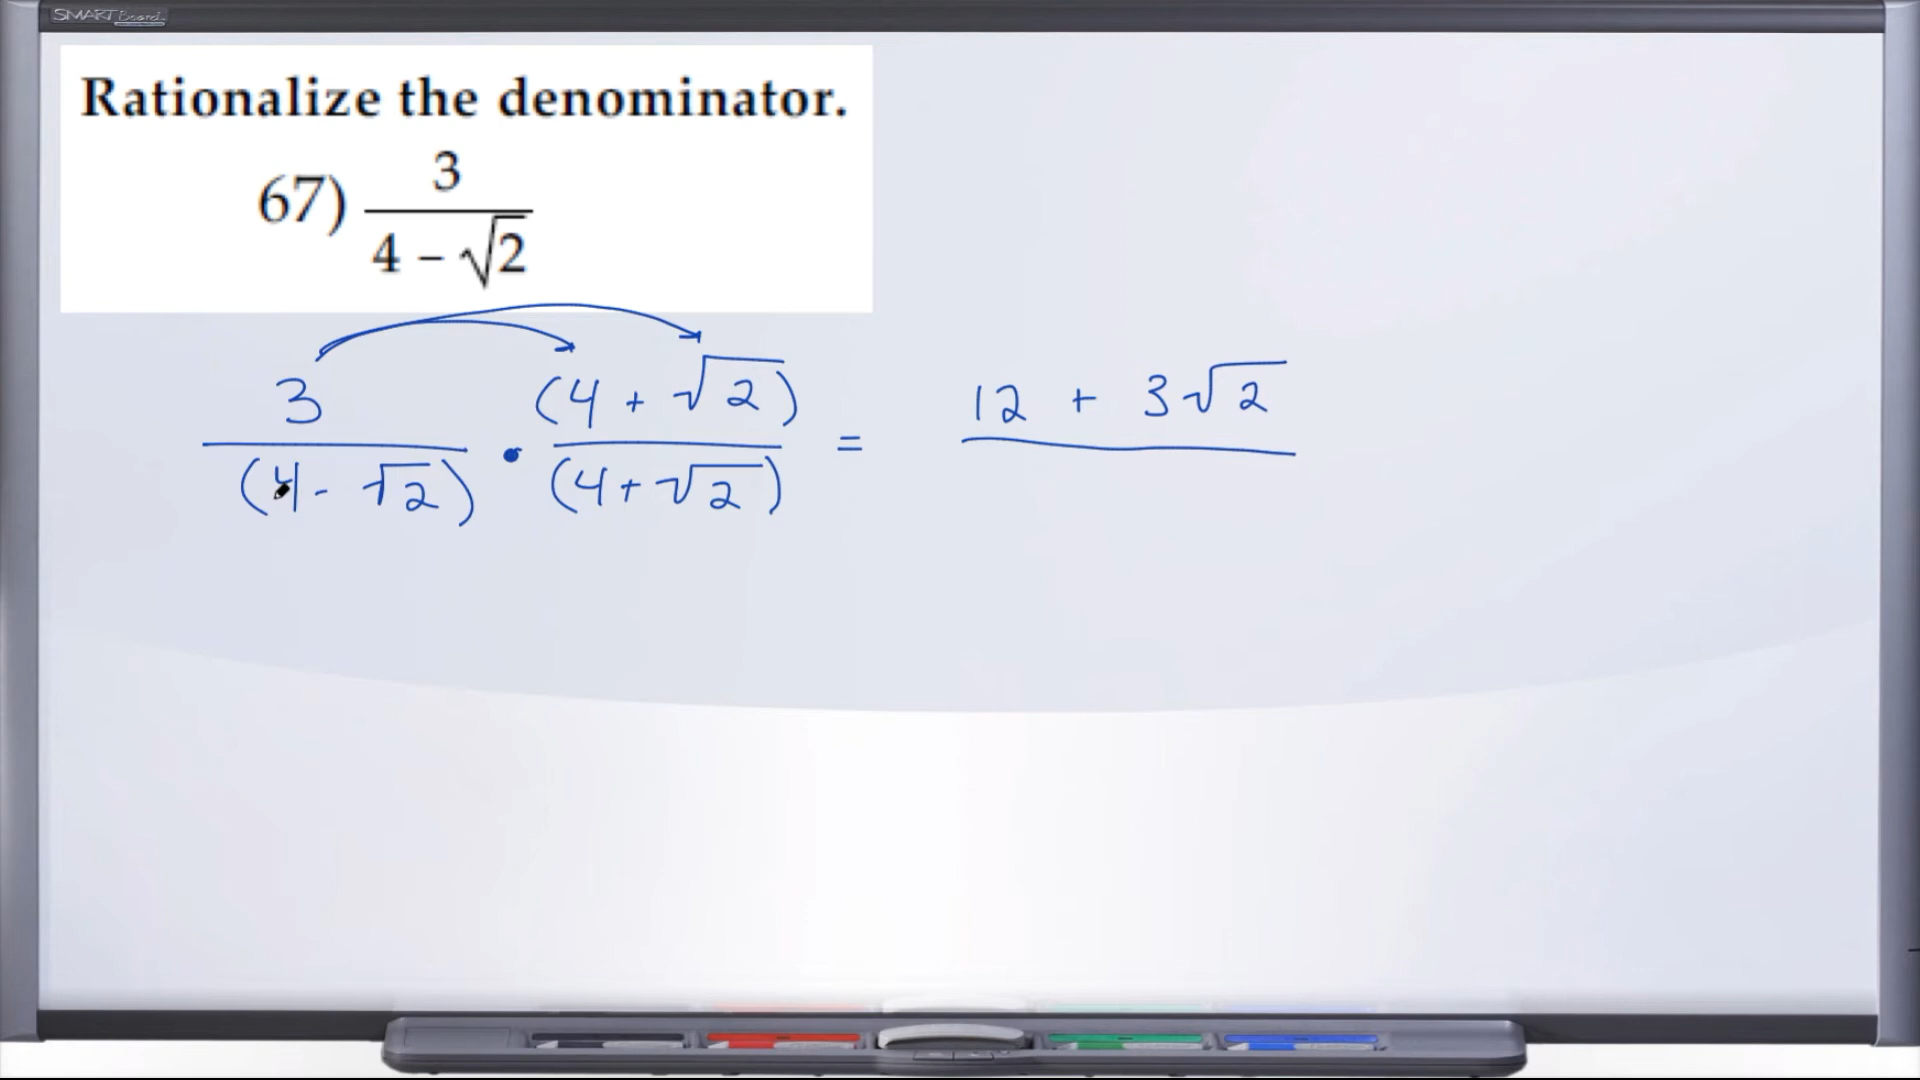 SMART Board
Rationalize the denominator.
67) 3 / (4 − √2)
3 / (4 - √2) • (4 + √2) / (4 + √2) = 12 + 3√2